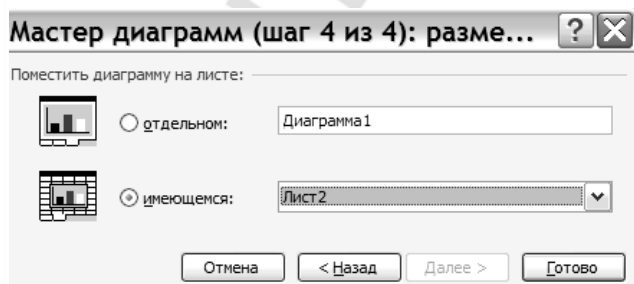 Мастер диаграмм (шаг 4 из 4): разме...
Поместить диаграмму на листе:
отдельном: Диаграмма1
имеющемся: Лист2
Отмена < Назад Далее > Готово